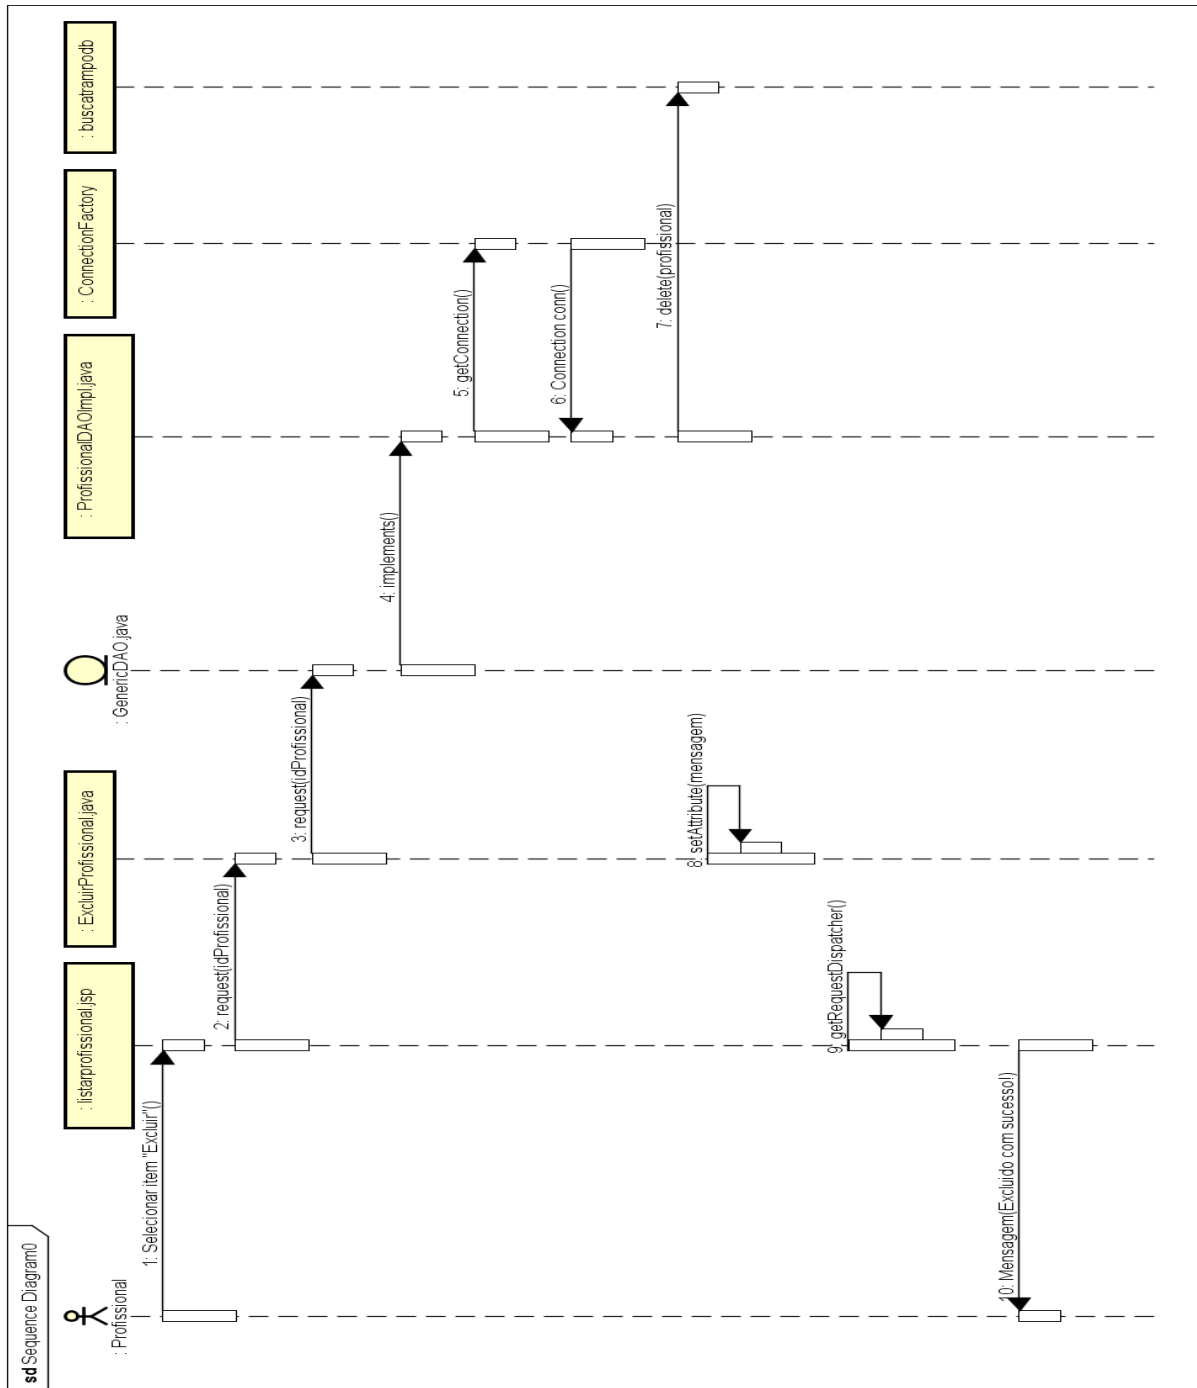 sd Sequence Diagram0
: Profissional
: listarprofissional.jsp
: ExcluirProfissional.java
: GenericDAO.java
: ProfissionalDAOImpl.java
: ConnectionFactory
: buscatrampodb
1: Selecionar item "Excluir"()
2: request(idProfissional)
3: request(idProfissional)
4: implements()
5: getConnection()
6: Connection conn()
7: delete(profissional)
8: setAttribute(mensagem)
9: getRequestDispatcher()
10: Mensagem(Excluido com sucesso!)